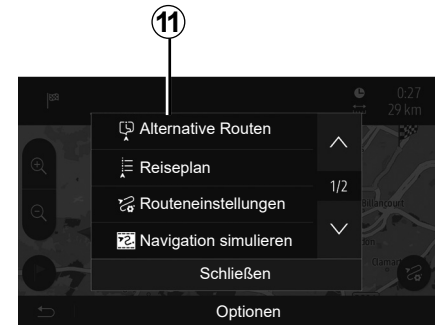 11
0:27
29 km
Alternative Routen
Reiseplan
1/2
Routeneinstellungen
Navigation simulieren
Schließen
Optionen